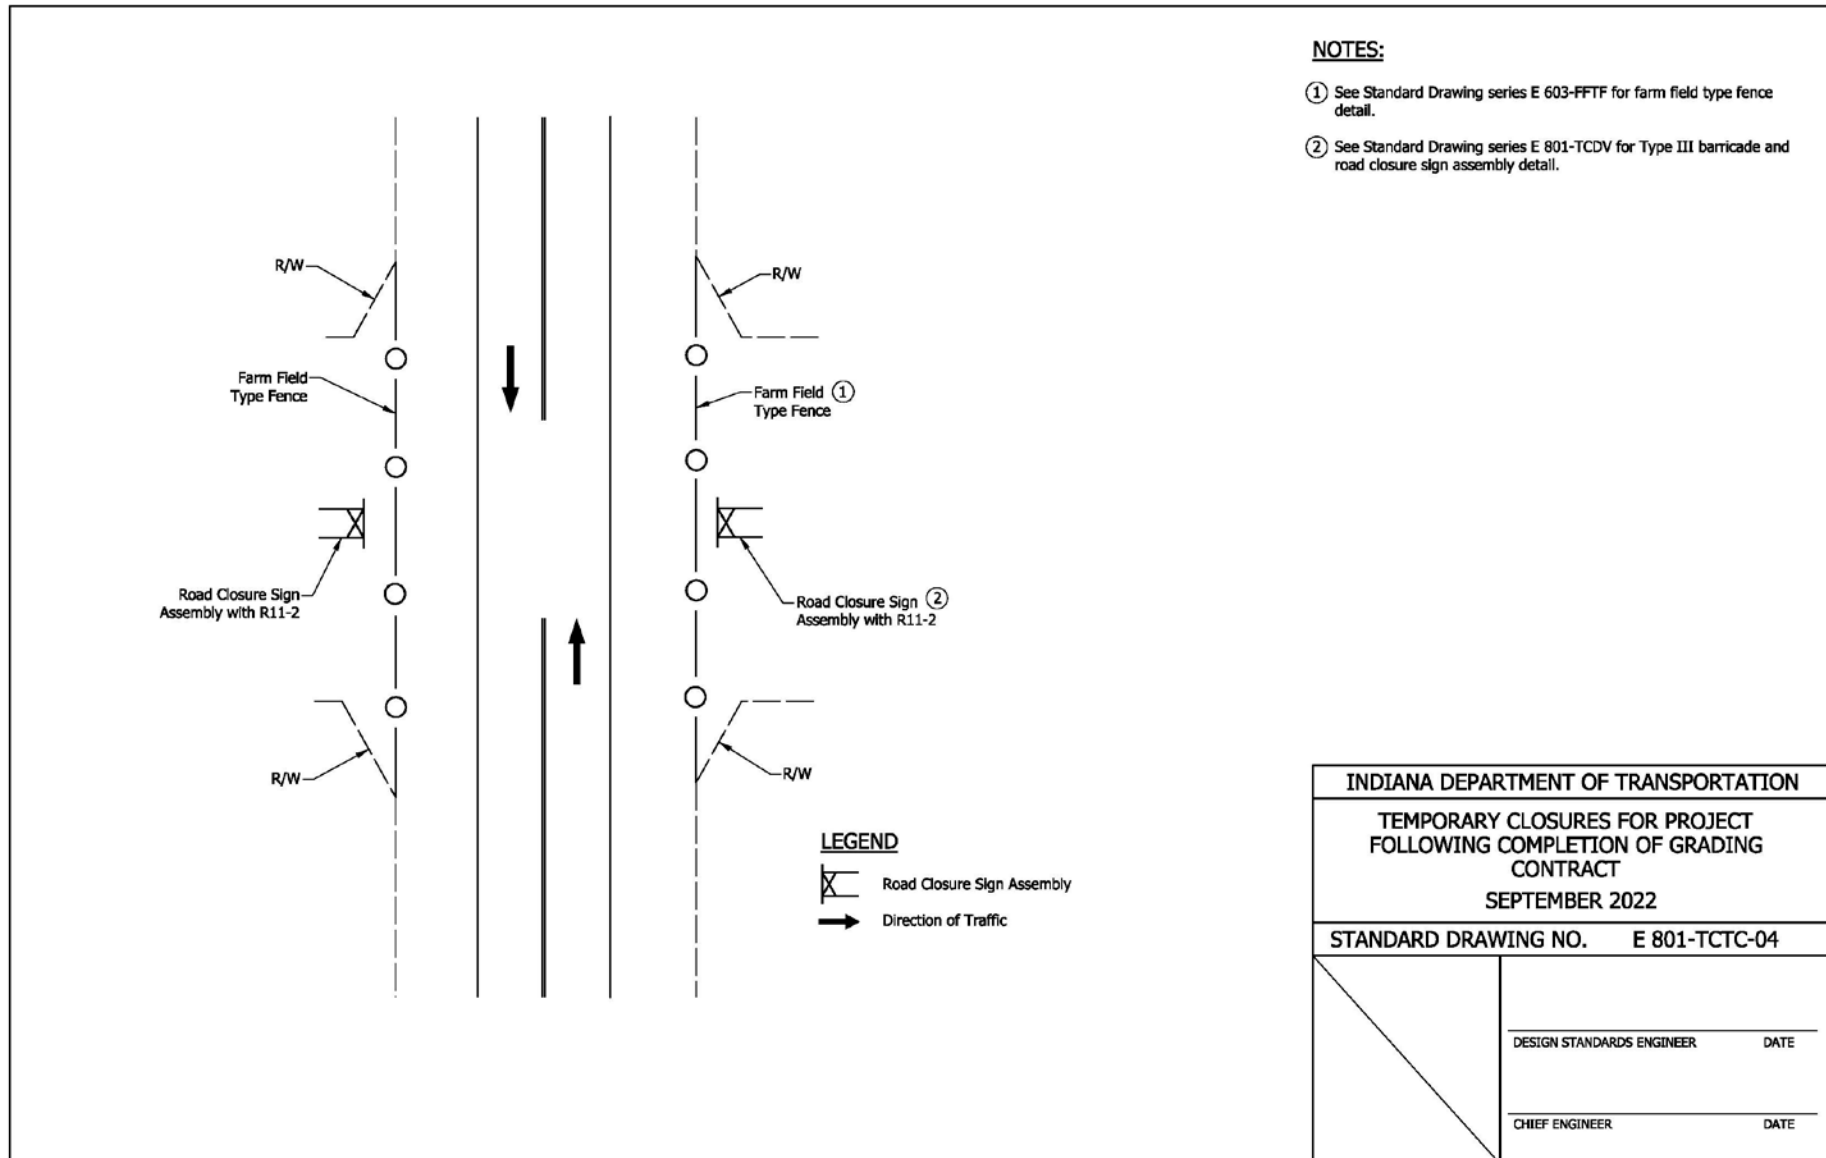 NOTES:
① See Standard Drawing series E 603-FFTF for farm field type fence
detail.
② See Standard Drawing series E 801-TCDV for Type III barricade and
road closure sign assembly detail.
R/W
R/W
Farm Field
Type Fence
Farm Field ①
Type Fence
Road Closure Sign
Assembly with R11-2
Road Closure Sign ②
Assembly with R11-2
R/W
R/W
LEGEND
Road Closure Sign Assembly
Direction of Traffic
INDIANA DEPARTMENT OF TRANSPORTATION
TEMPORARY CLOSURES FOR PROJECT
FOLLOWING COMPLETION OF GRADING
CONTRACT
SEPTEMBER 2022
STANDARD DRAWING NO. E 801-TCTC-04
DESIGN STANDARDS ENGINEER DATE
CHIEF ENGINEER DATE